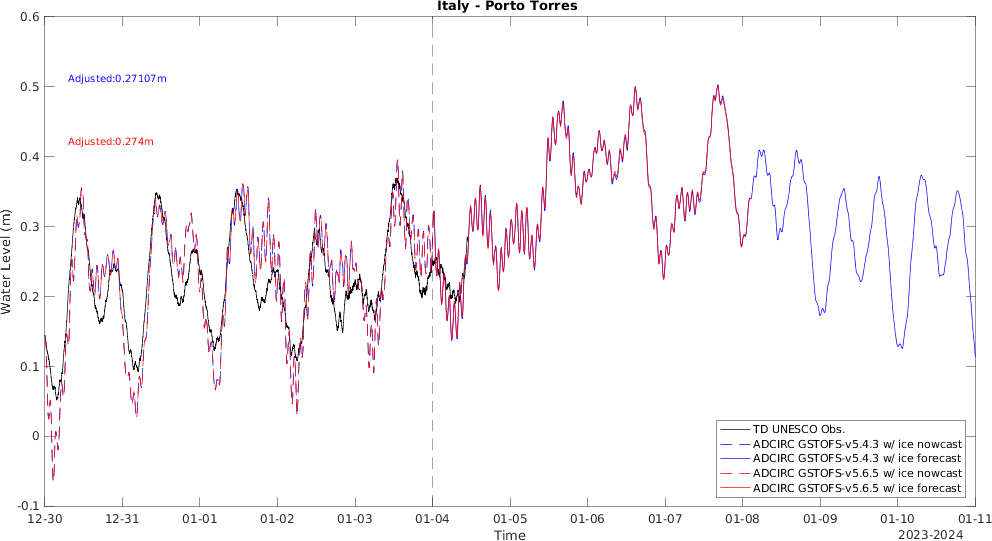 Italy - Porto Torres
0.6
0.5
0.4
0.3
0.2
0.1
0
-0.1
Water Level (m)
Adjusted:0.27107m
Adjusted:0.274m
TD UNESCO Obs.
ADCIRC GSTOFS-v5.4.3 w/ ice nowcast
ADCIRC GSTOFS-v5.4.3 w/ ice forecast
ADCIRC GSTOFS-v5.6.5 w/ ice nowcast
ADCIRC GSTOFS-v5.6.5 w/ ice forecast
12-30 12-31 01-01 01-02 01-03 01-04 01-05 01-06 01-07 01-08 01-09 01-10 01-11
Time
2023-2024